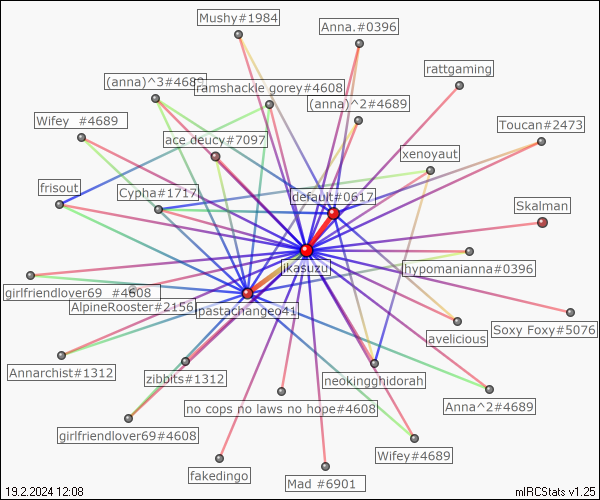 Mushy#1984
Anna.#0396
rattgaming
(anna)^3#4689
ramshackle gorey#4608
(anna)^2#4689
Wifey  #4689
Toucan#2473
ace deucy#7097
xenoyaut
frisout
Cypha#1717
default#0617
Skalman
jikasuzu
hypomanianna#0396
girlfriendlover69  #4608
AlpineRooster#2156
pastachangeo41
Soxy Foxy#5076
avelicious
Annarchist#1312
zibbits#1312
neokingghidorah
no cops no laws no hope#4608
Anna^2#4689
girlfriendlover69#4608
Wifey#4689
fakedingo
Mad #6901
19.2.2024 12:08
mIRCStats v1.25